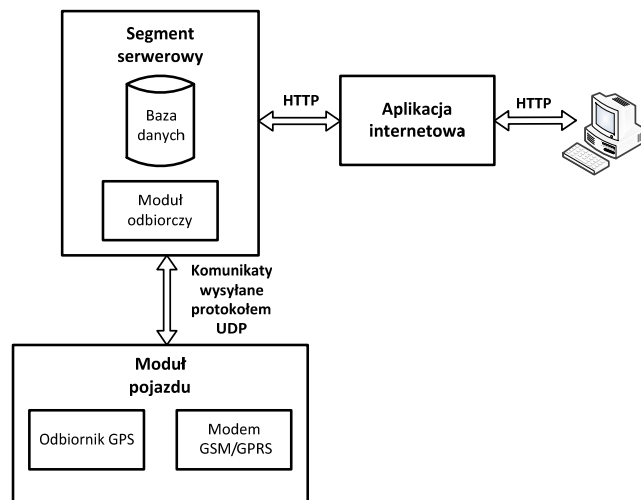 Segment
serwerowy
Baza
danych
Moduł
odbiorczy
HTTP
Aplikacja
internetowa
HTTP
Komunikaty
wysyłane
protokołem
UDP
Moduł
pojazdu
Odbiornik GPS
Modem
GSM/GPRS